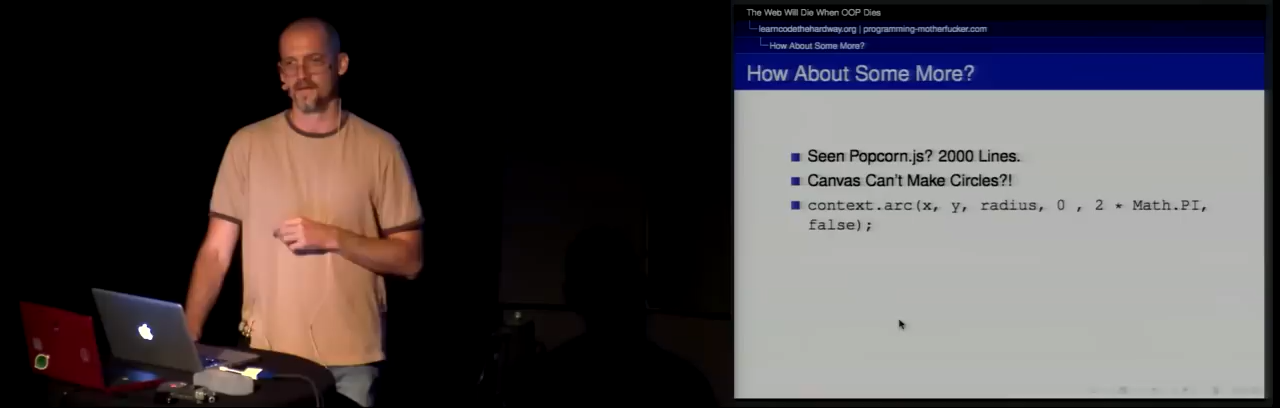 The Web Will Die When OOP Dies
learncodethehardway.org | programming-motherfucker.com
How About Some More?
How About Some More?
Seen Popcorn.js? 2000 Lines.
Canvas Can't Make Circles?!
context.arc(x, y, radius, 0 , 2 * Math.PI,
false);